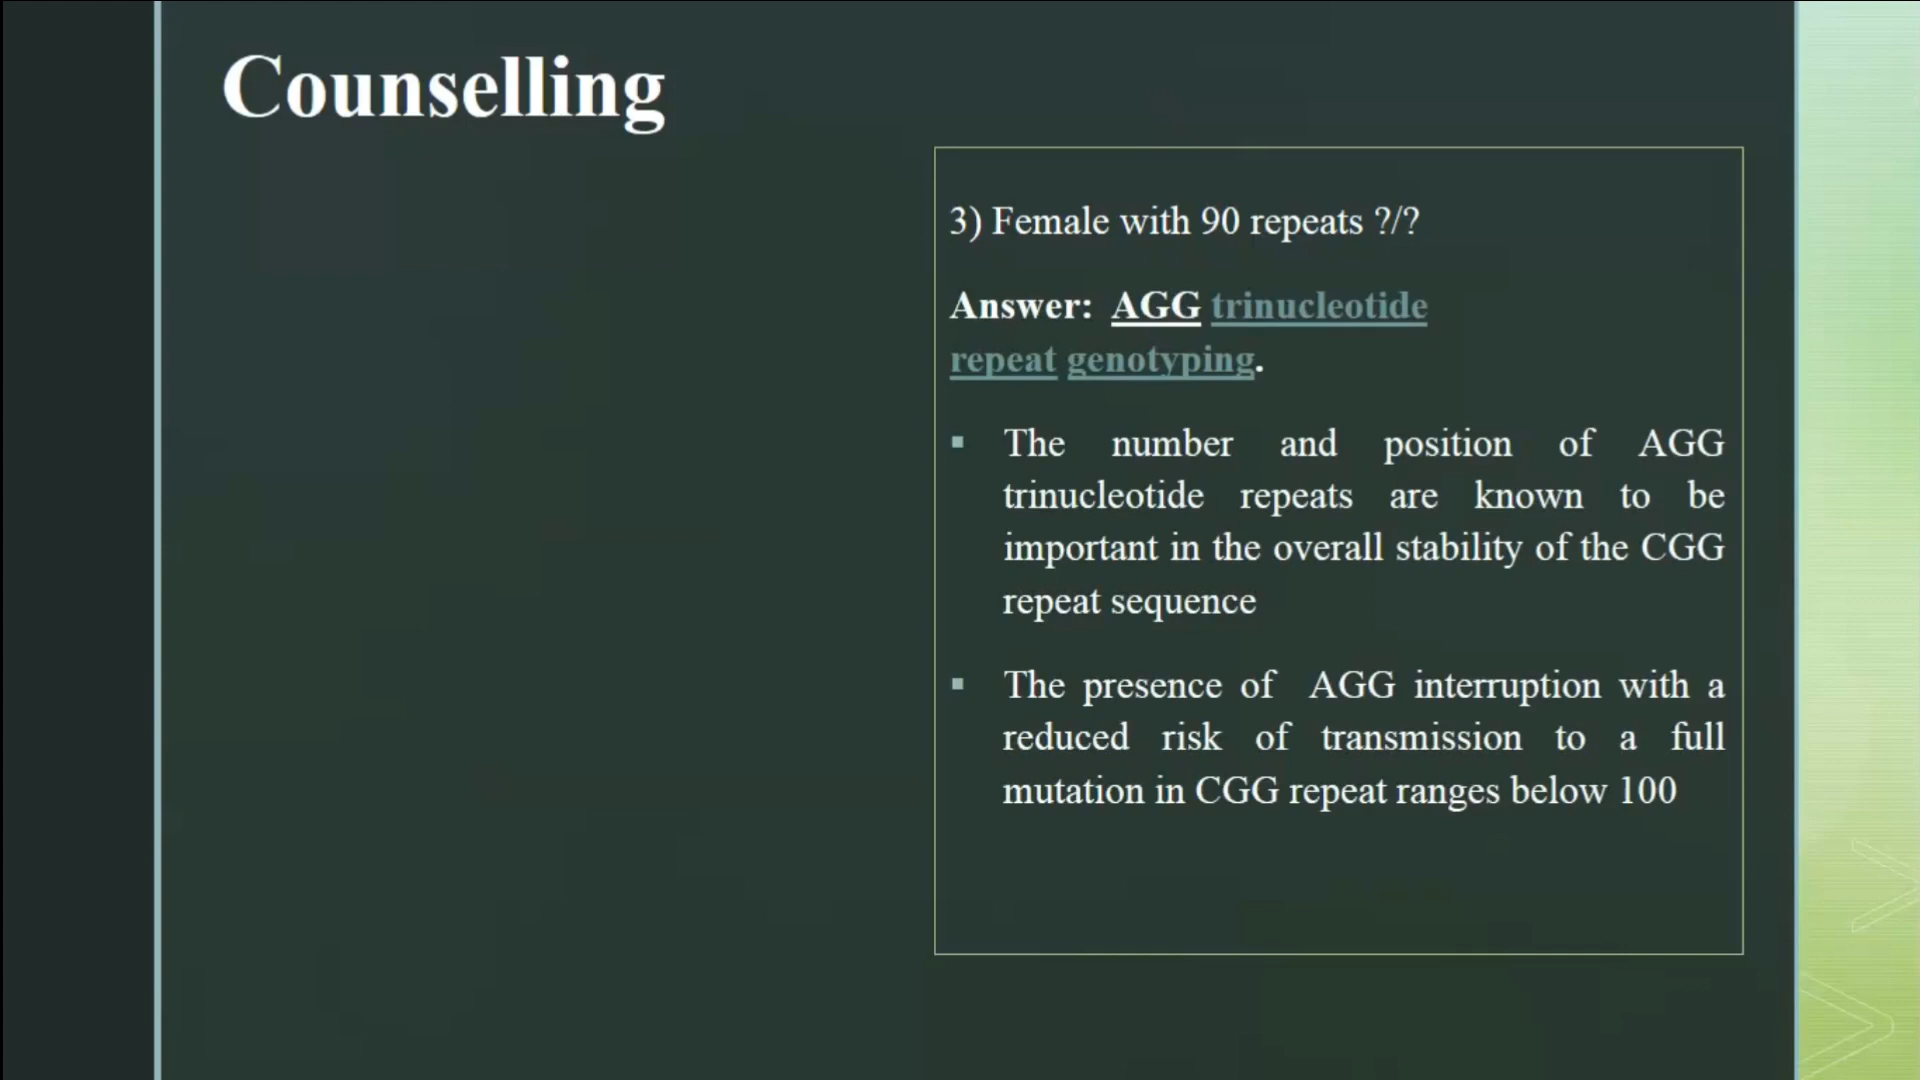 Counselling
3) Female with 90 repeats ?/?
Answer: AGG trinucleotide
repeat genotyping.
▪ The number and position of AGG
trinucleotide repeats are known to be
important in the overall stability of the CGG
repeat sequence
▪ The presence of AGG interruption with a
reduced risk of transmission to a full
mutation in CGG repeat ranges below 100